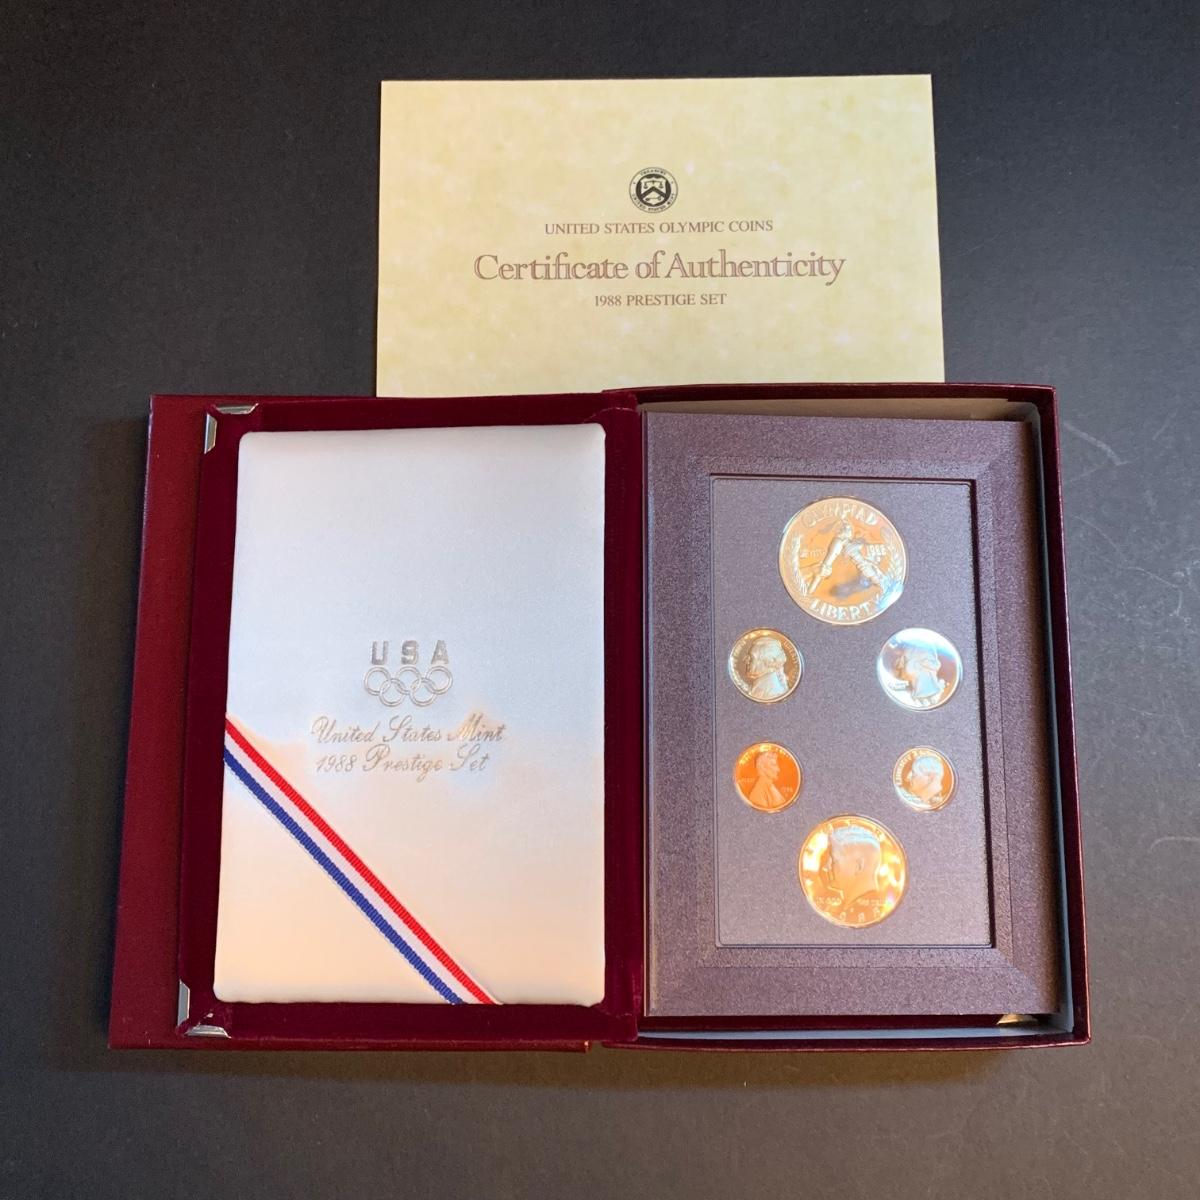 UNITED STATES OLYMPIC COINS
Certificate of Authenticity
1988 PRESTIGE SET
USA
United States Mint
1988 Prestige Set
OLYMPIAD
1988
LIBERTY